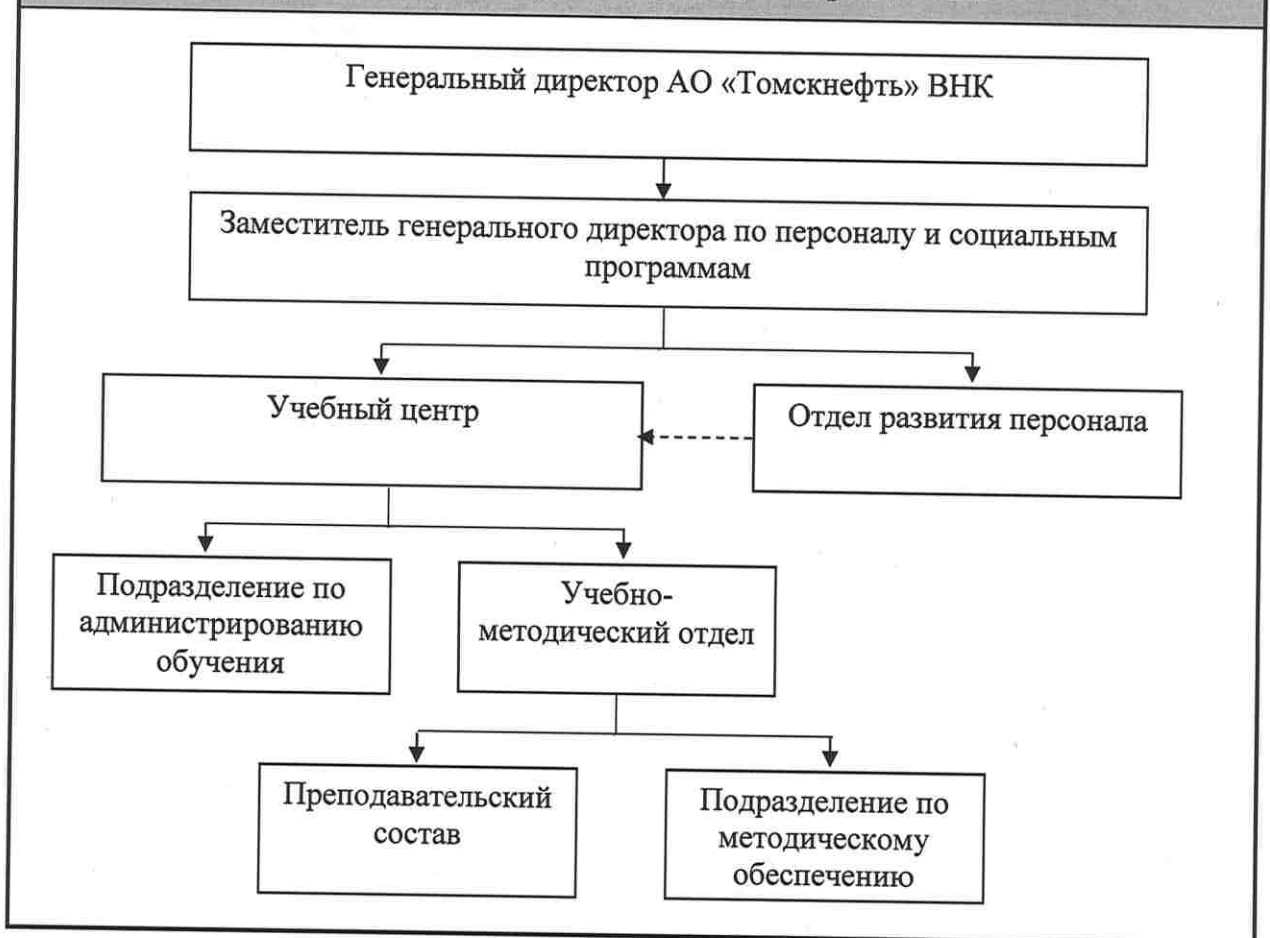 Генеральный директор АО «Томскнефть» ВНК
Заместитель генерального директора по персоналу и социальным
программам
Учебный центр
Отдел развития персонала
Подразделение по
администрированию
обучения
Учебно-
методический отдел
Преподавательский
состав
Подразделение по
методическому
обеспечению